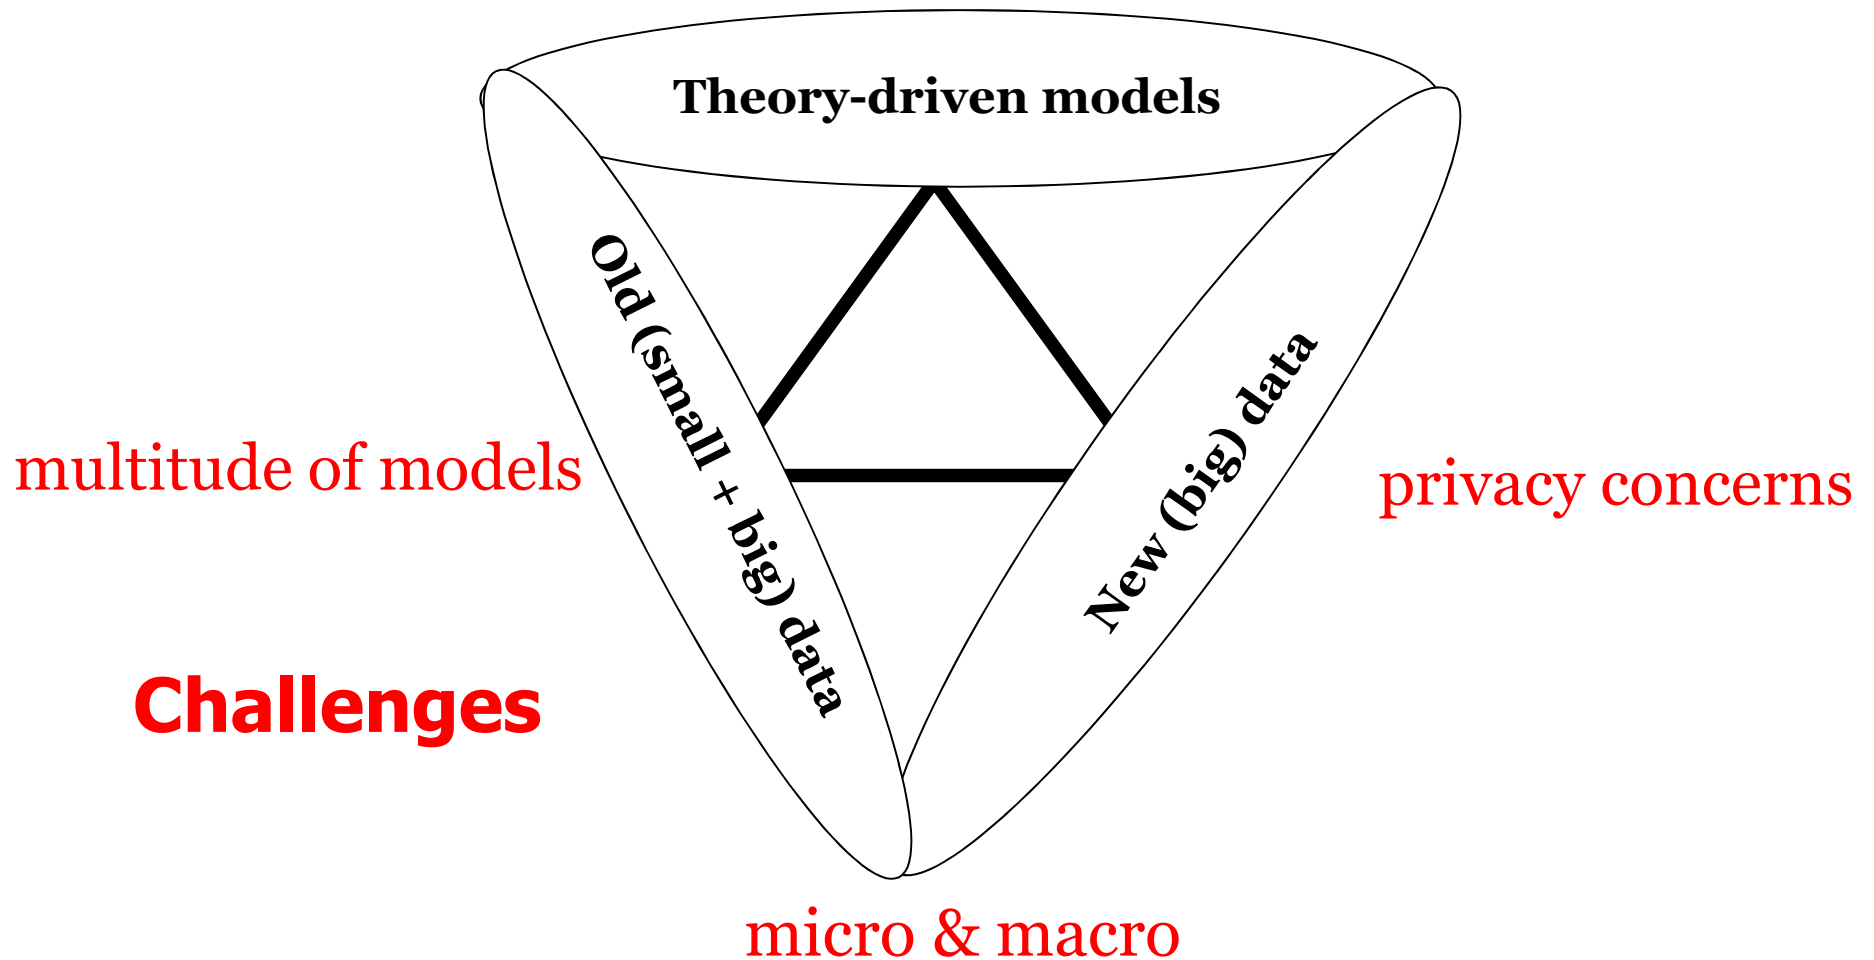 Theory-driven models
Old (small + big) data
New (big) data
multitude of models
privacy concerns
Challenges
micro & macro